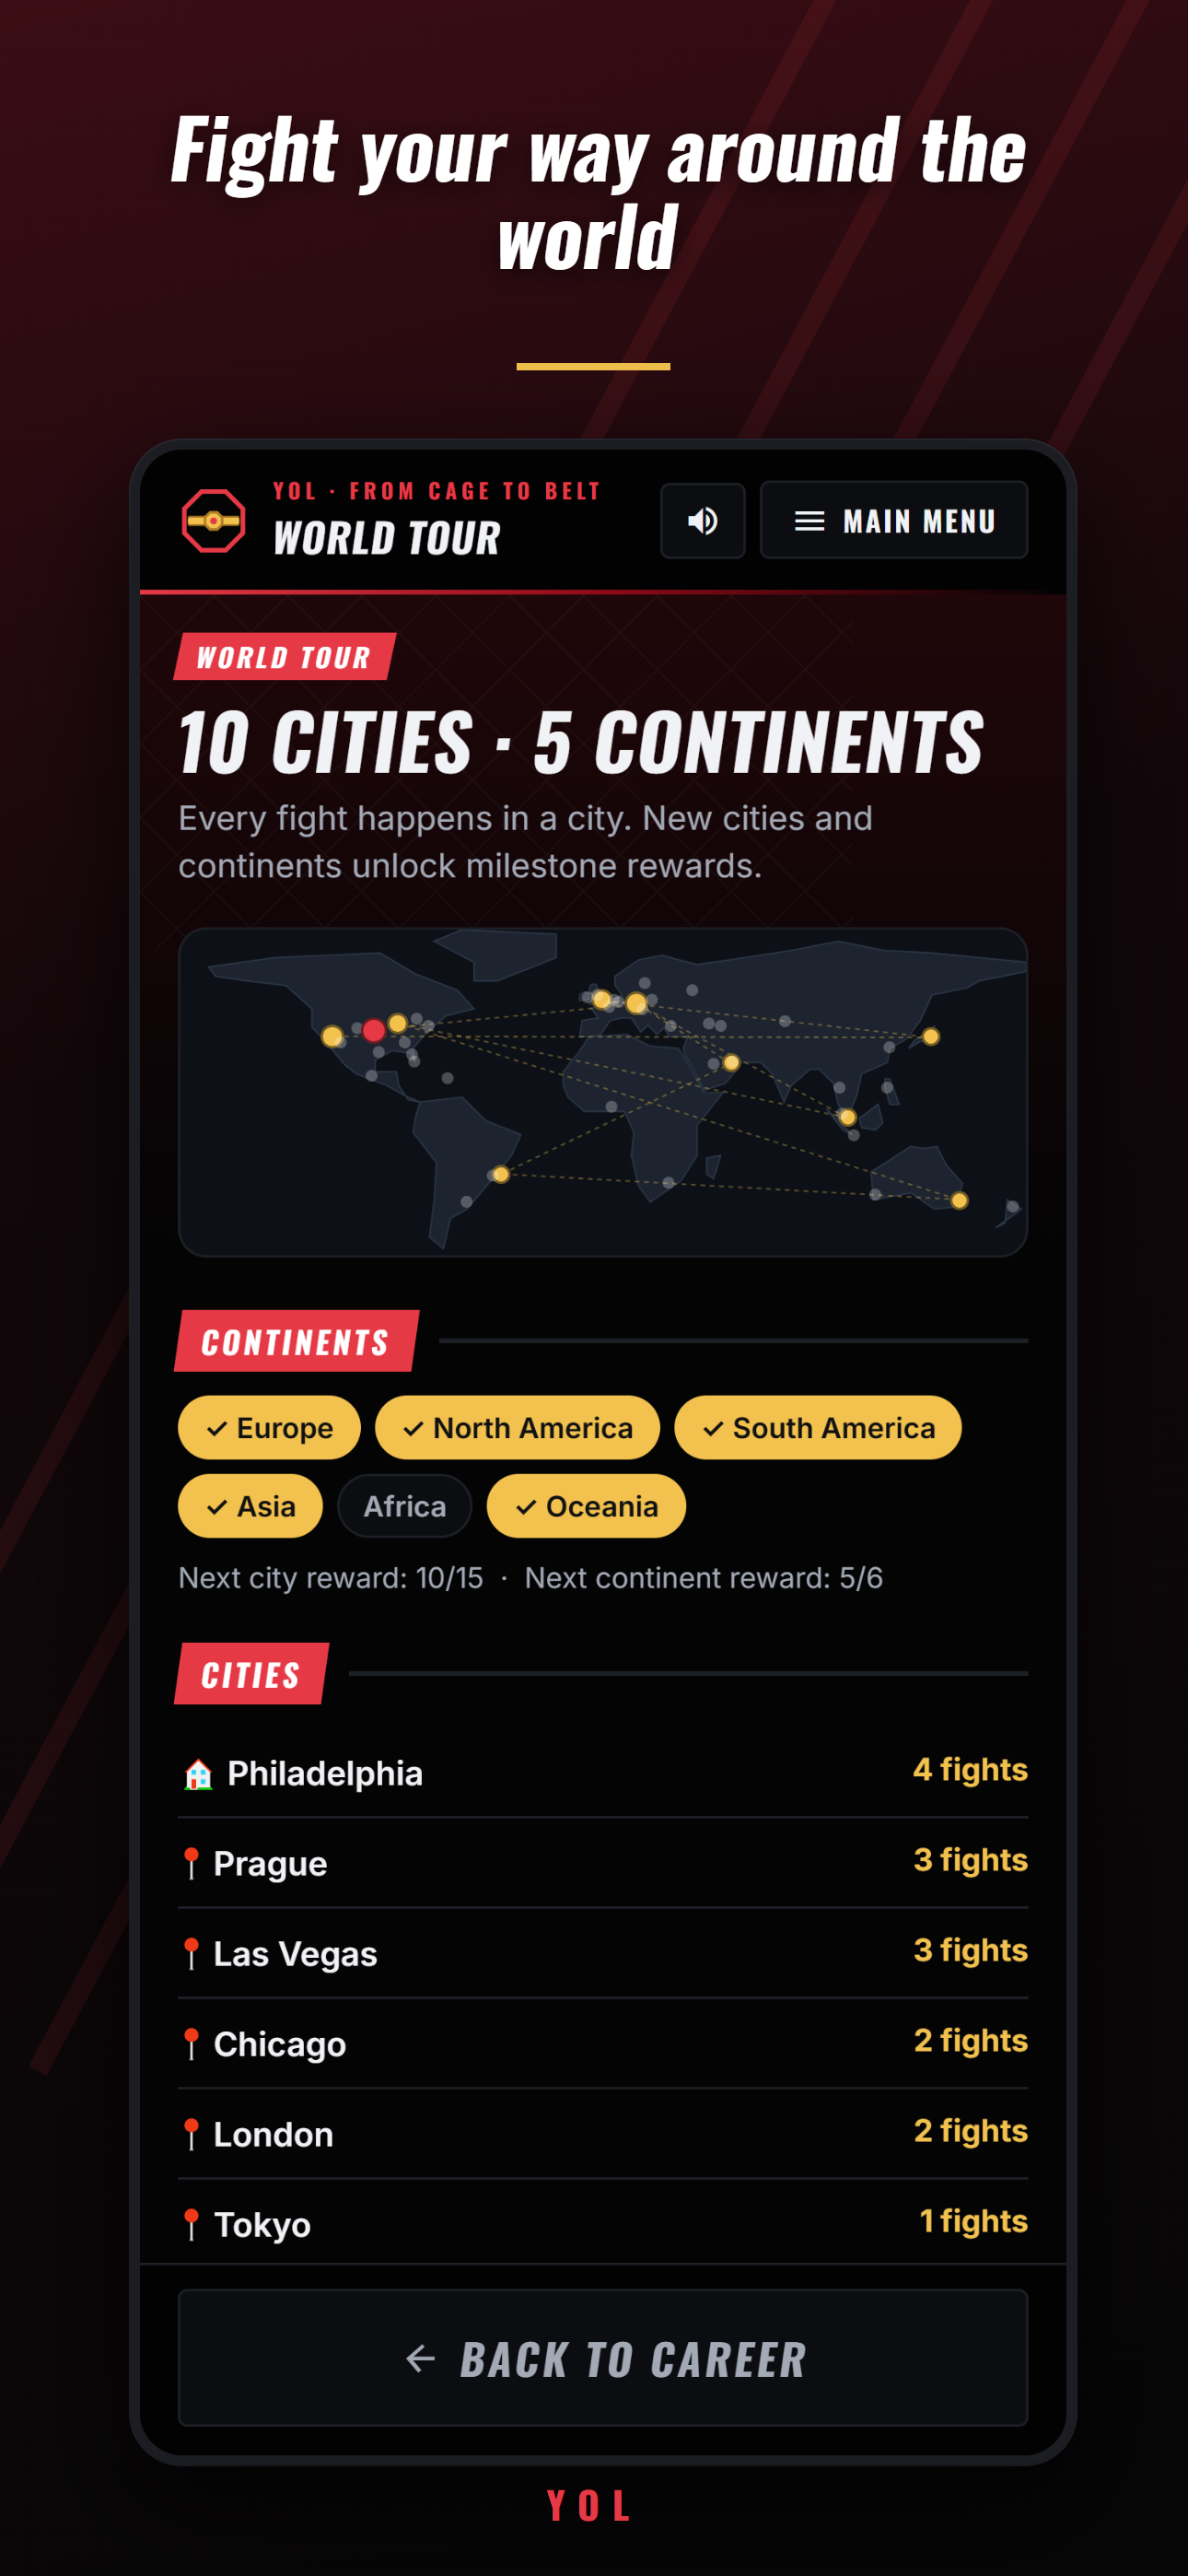 Fight your way around the
world
YOL · FROM CAGE TO BELT
WORLD TOUR
MAIN MENU
WORLD TOUR
10 CITIES · 5 CONTINENTS
Every fight happens in a city. New cities and
continents unlock milestone rewards.
CONTINENTS
✓ Europe
✓ North America
✓ South America
✓ Asia
Africa
✓ Oceania
Next city reward: 10/15 · Next continent reward: 5/6
CITIES
Philadelphia 4 fights
Prague 3 fights
Las Vegas 3 fights
Chicago 2 fights
London 2 fights
Tokyo 1 fights
← BACK TO CAREER
YOL